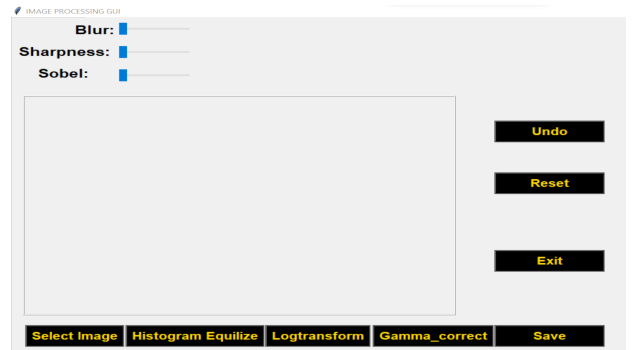 IMAGE PROCESSING GUI
Blur:
Sharpness:
Sobel:
Undo
Reset
Exit
Select Image Histogram Equilize Logtransform Gamma_correct Save